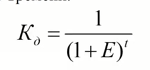 K_д = 1 / (1 + E)^t